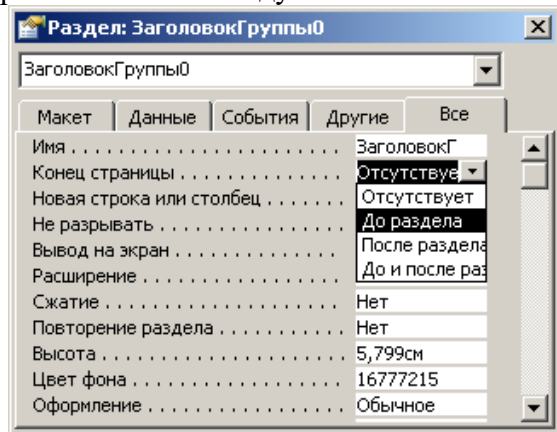 Раздел: ЗаголовокГруппы0
ЗаголовокГруппы0
Макет Данные События Другие Все
Имя . . . . . . . . . . . . . . . . . . . . . . . ЗаголовокГ
Конец страницы . . . . . . . . . . . . . . Отсутствуе
Новая строка или столбец . . . . . . . Отсутствует
Не разрывать . . . . . . . . . . . . . . . . До раздела
Вывод на экран . . . . . . . . . . . . . . После раздела
Расширение . . . . . . . . . . . . . . . . . До и после раз
Сжатие . . . . . . . . . . . . . . . . . . . . Нет
Повторение раздела . . . . . . . . . . . Нет
Высота . . . . . . . . . . . . . . . . . . . . 5,799см
Цвет фона . . . . . . . . . . . . . . . . . . 16777215
Оформление . . . . . . . . . . . . . . . . . Обычное